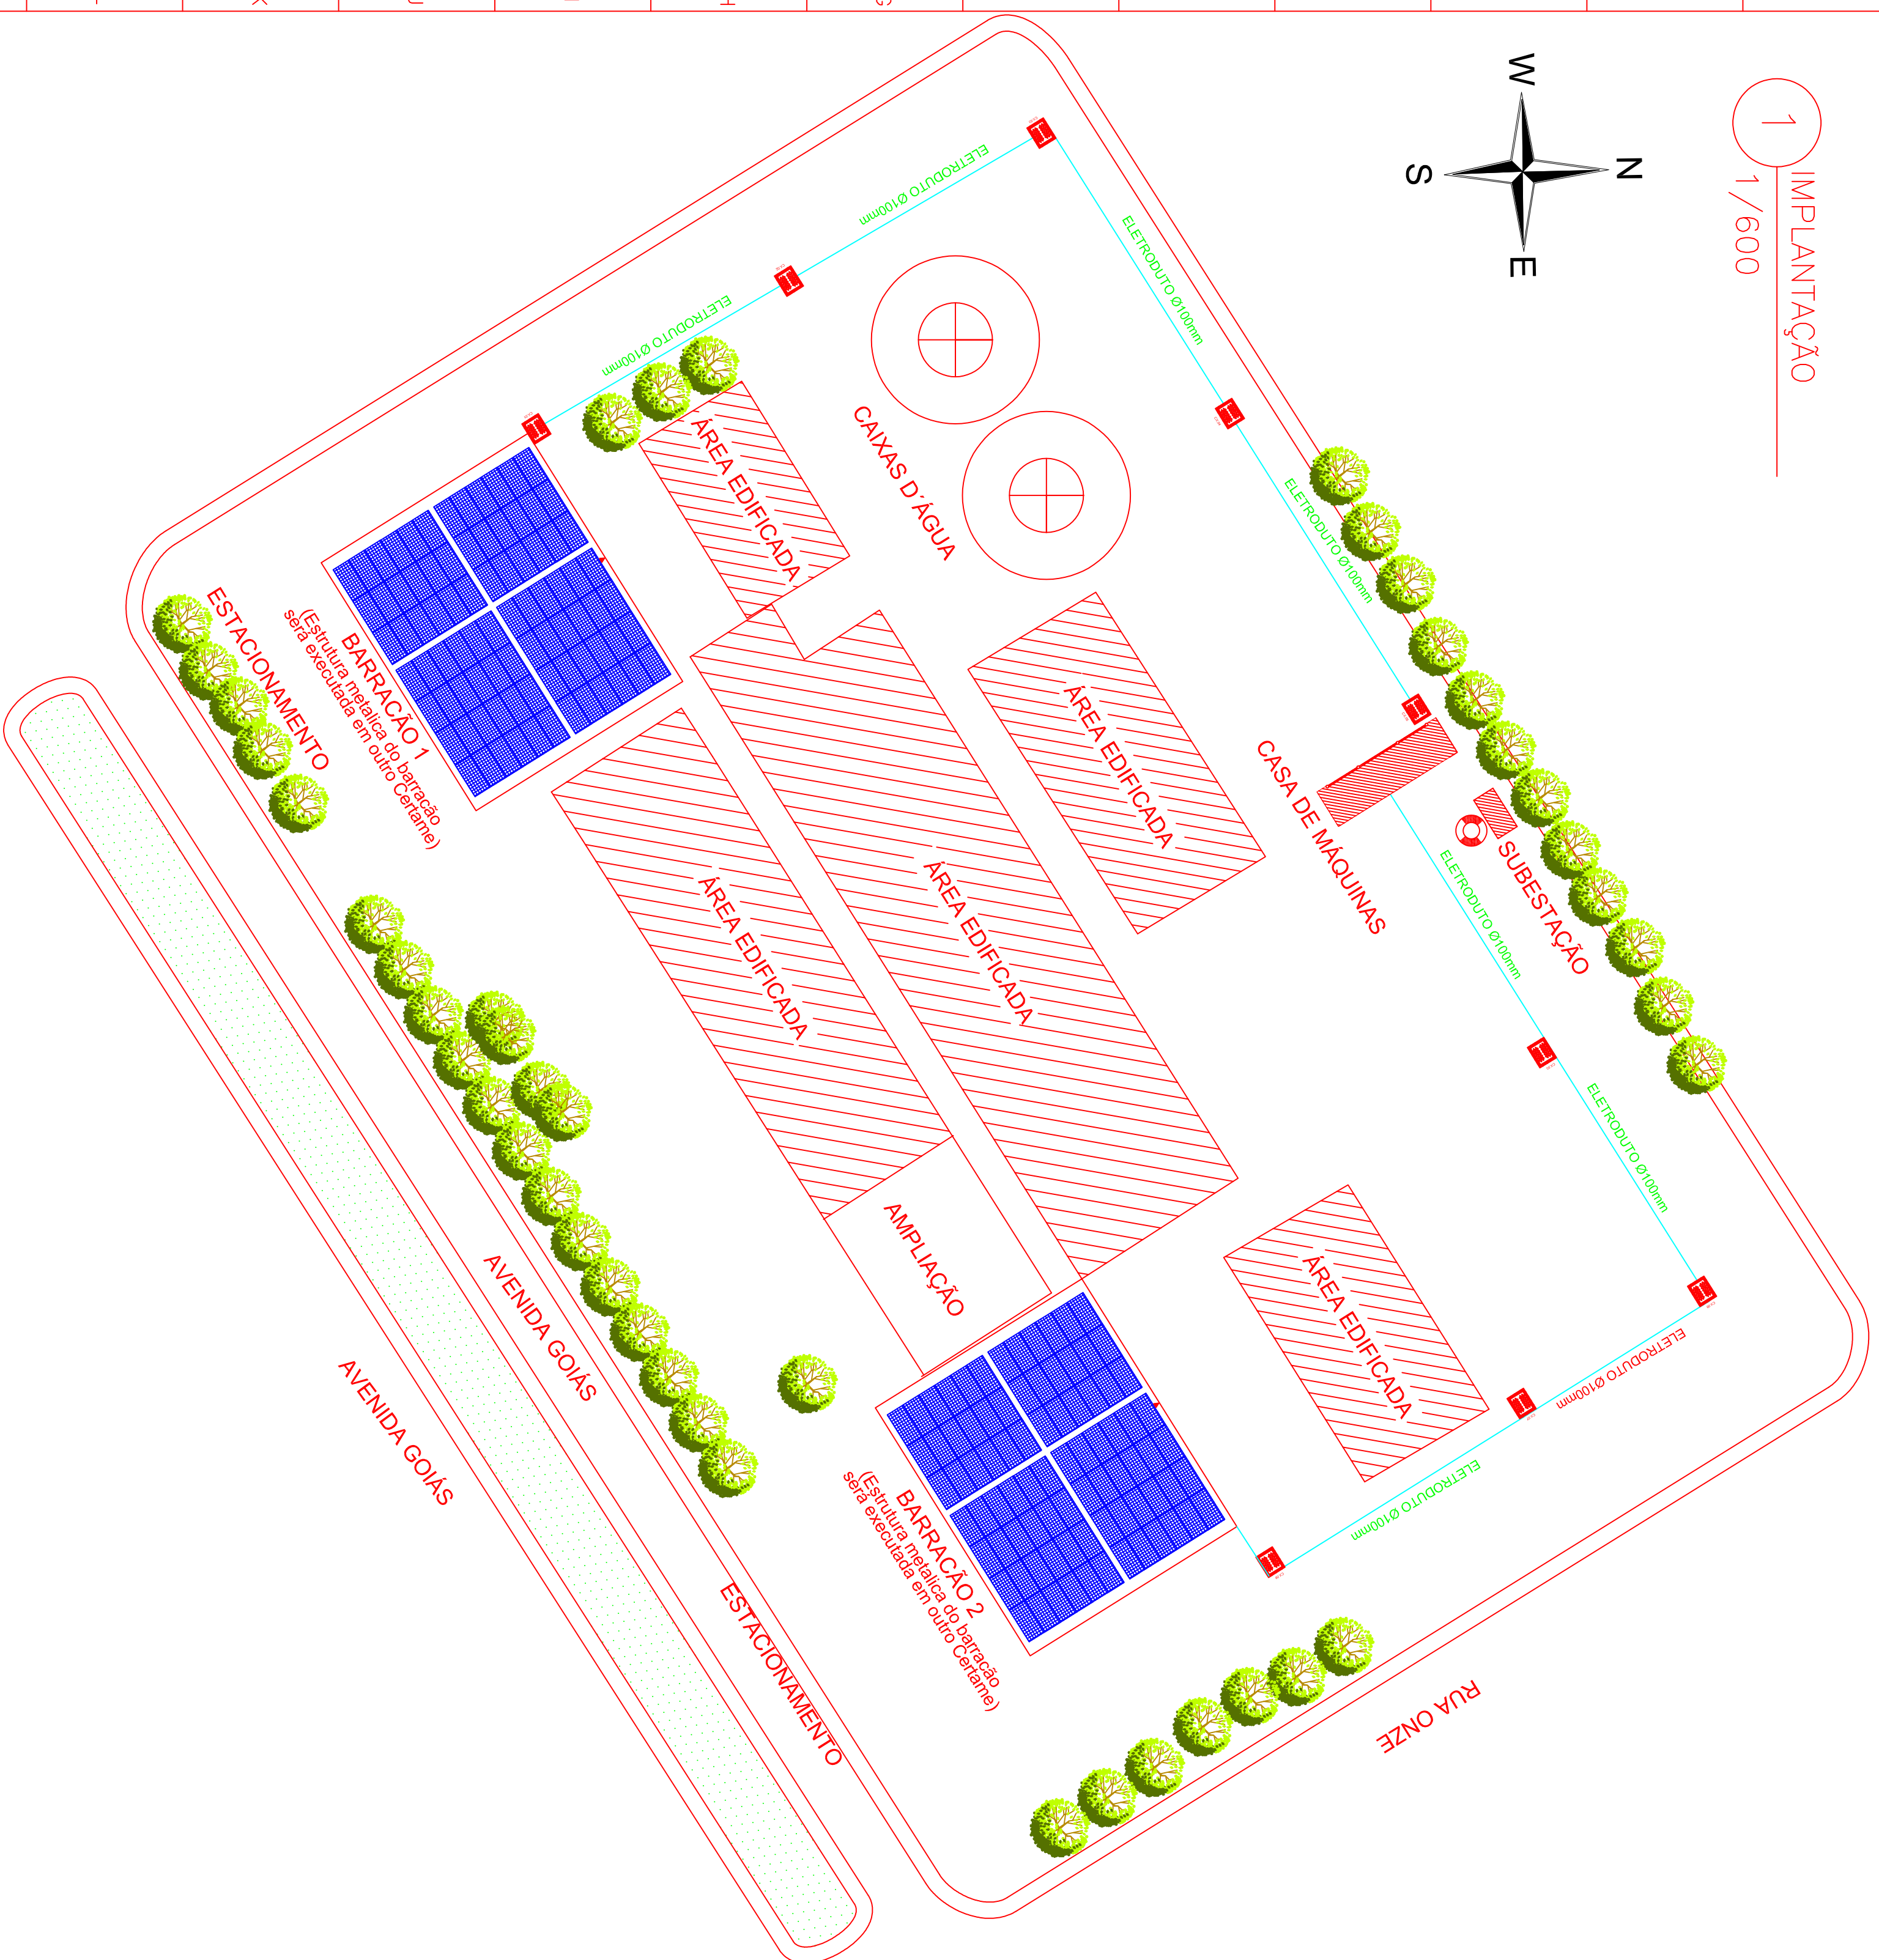 1
IMPLANTAÇÃO
1/600
N
W
E
S
ELETRODUTO Ø100mm
ELETRODUTO Ø100mm
ELETRODUTO Ø100mm
ELETRODUTO Ø100mm
ELETRODUTO Ø100mm
ELETRODUTO Ø100mm
ELETRODUTO Ø100mm
ELETRODUTO Ø100mm
CAIXAS D´ÁGUA
CASA DE MÁQUINAS
SUBESTAÇÃO
ÁREA EDIFICADA
ÁREA EDIFICADA
ÁREA EDIFICADA
ÁREA EDIFICADA
ÁREA EDIFICADA
AMPLIAÇÃO
BARRACÃO 1
(Estrutura metalica do barracão
será executada em outro Certame)
BARRACÃO 2
(Estrutura metalica do barracão
será executada em outro Certame)
ESTACIONAMENTO
ESTACIONAMENTO
AVENIDA GOIÁS
AVENIDA GOIÁS
RUA ONZE
H
G